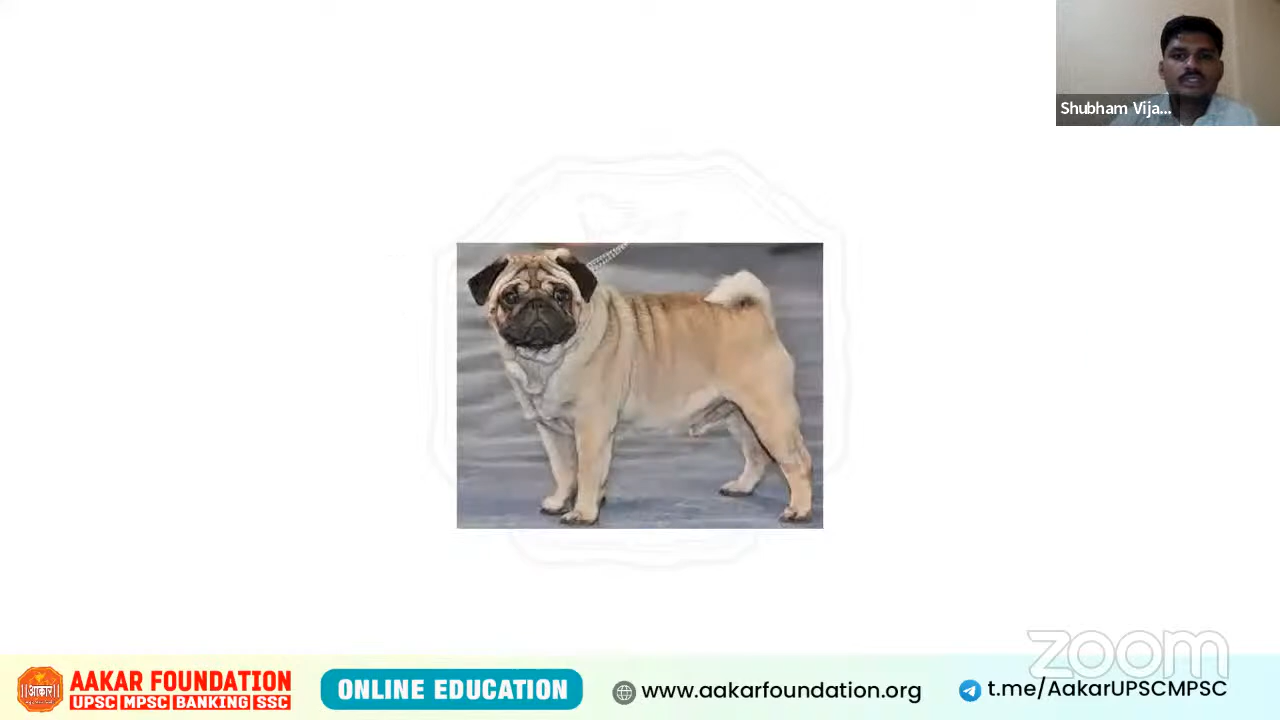 Shubham Vija...
zoom
||आकार||
AAKAR FOUNDATION
UPSC MPSC BANKING SSC
ONLINE EDUCATION
www.aakarfoundation.org
t.me/AakarUPSCMPSC